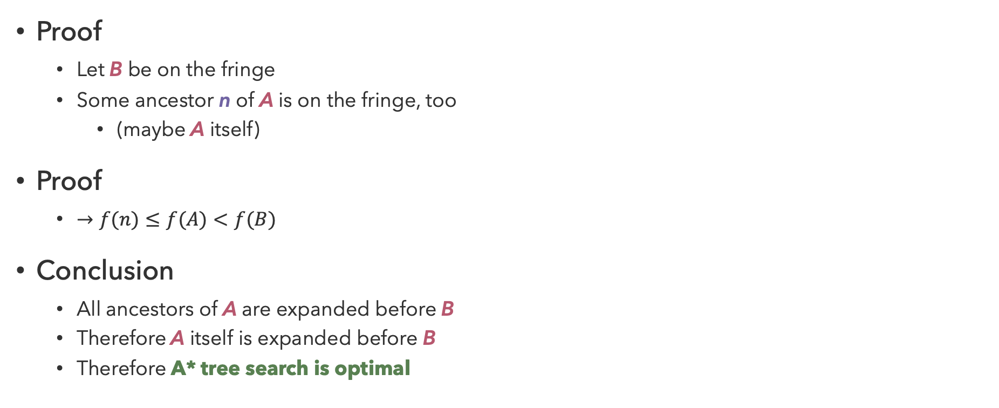 • Proof
• Let B be on the fringe
• Some ancestor n of A is on the fringe, too
• (maybe A itself)
• Proof
• → f(n) ≤ f(A) < f(B)
• Conclusion
• All ancestors of A are expanded before B
• Therefore A itself is expanded before B
• Therefore A* tree search is optimal